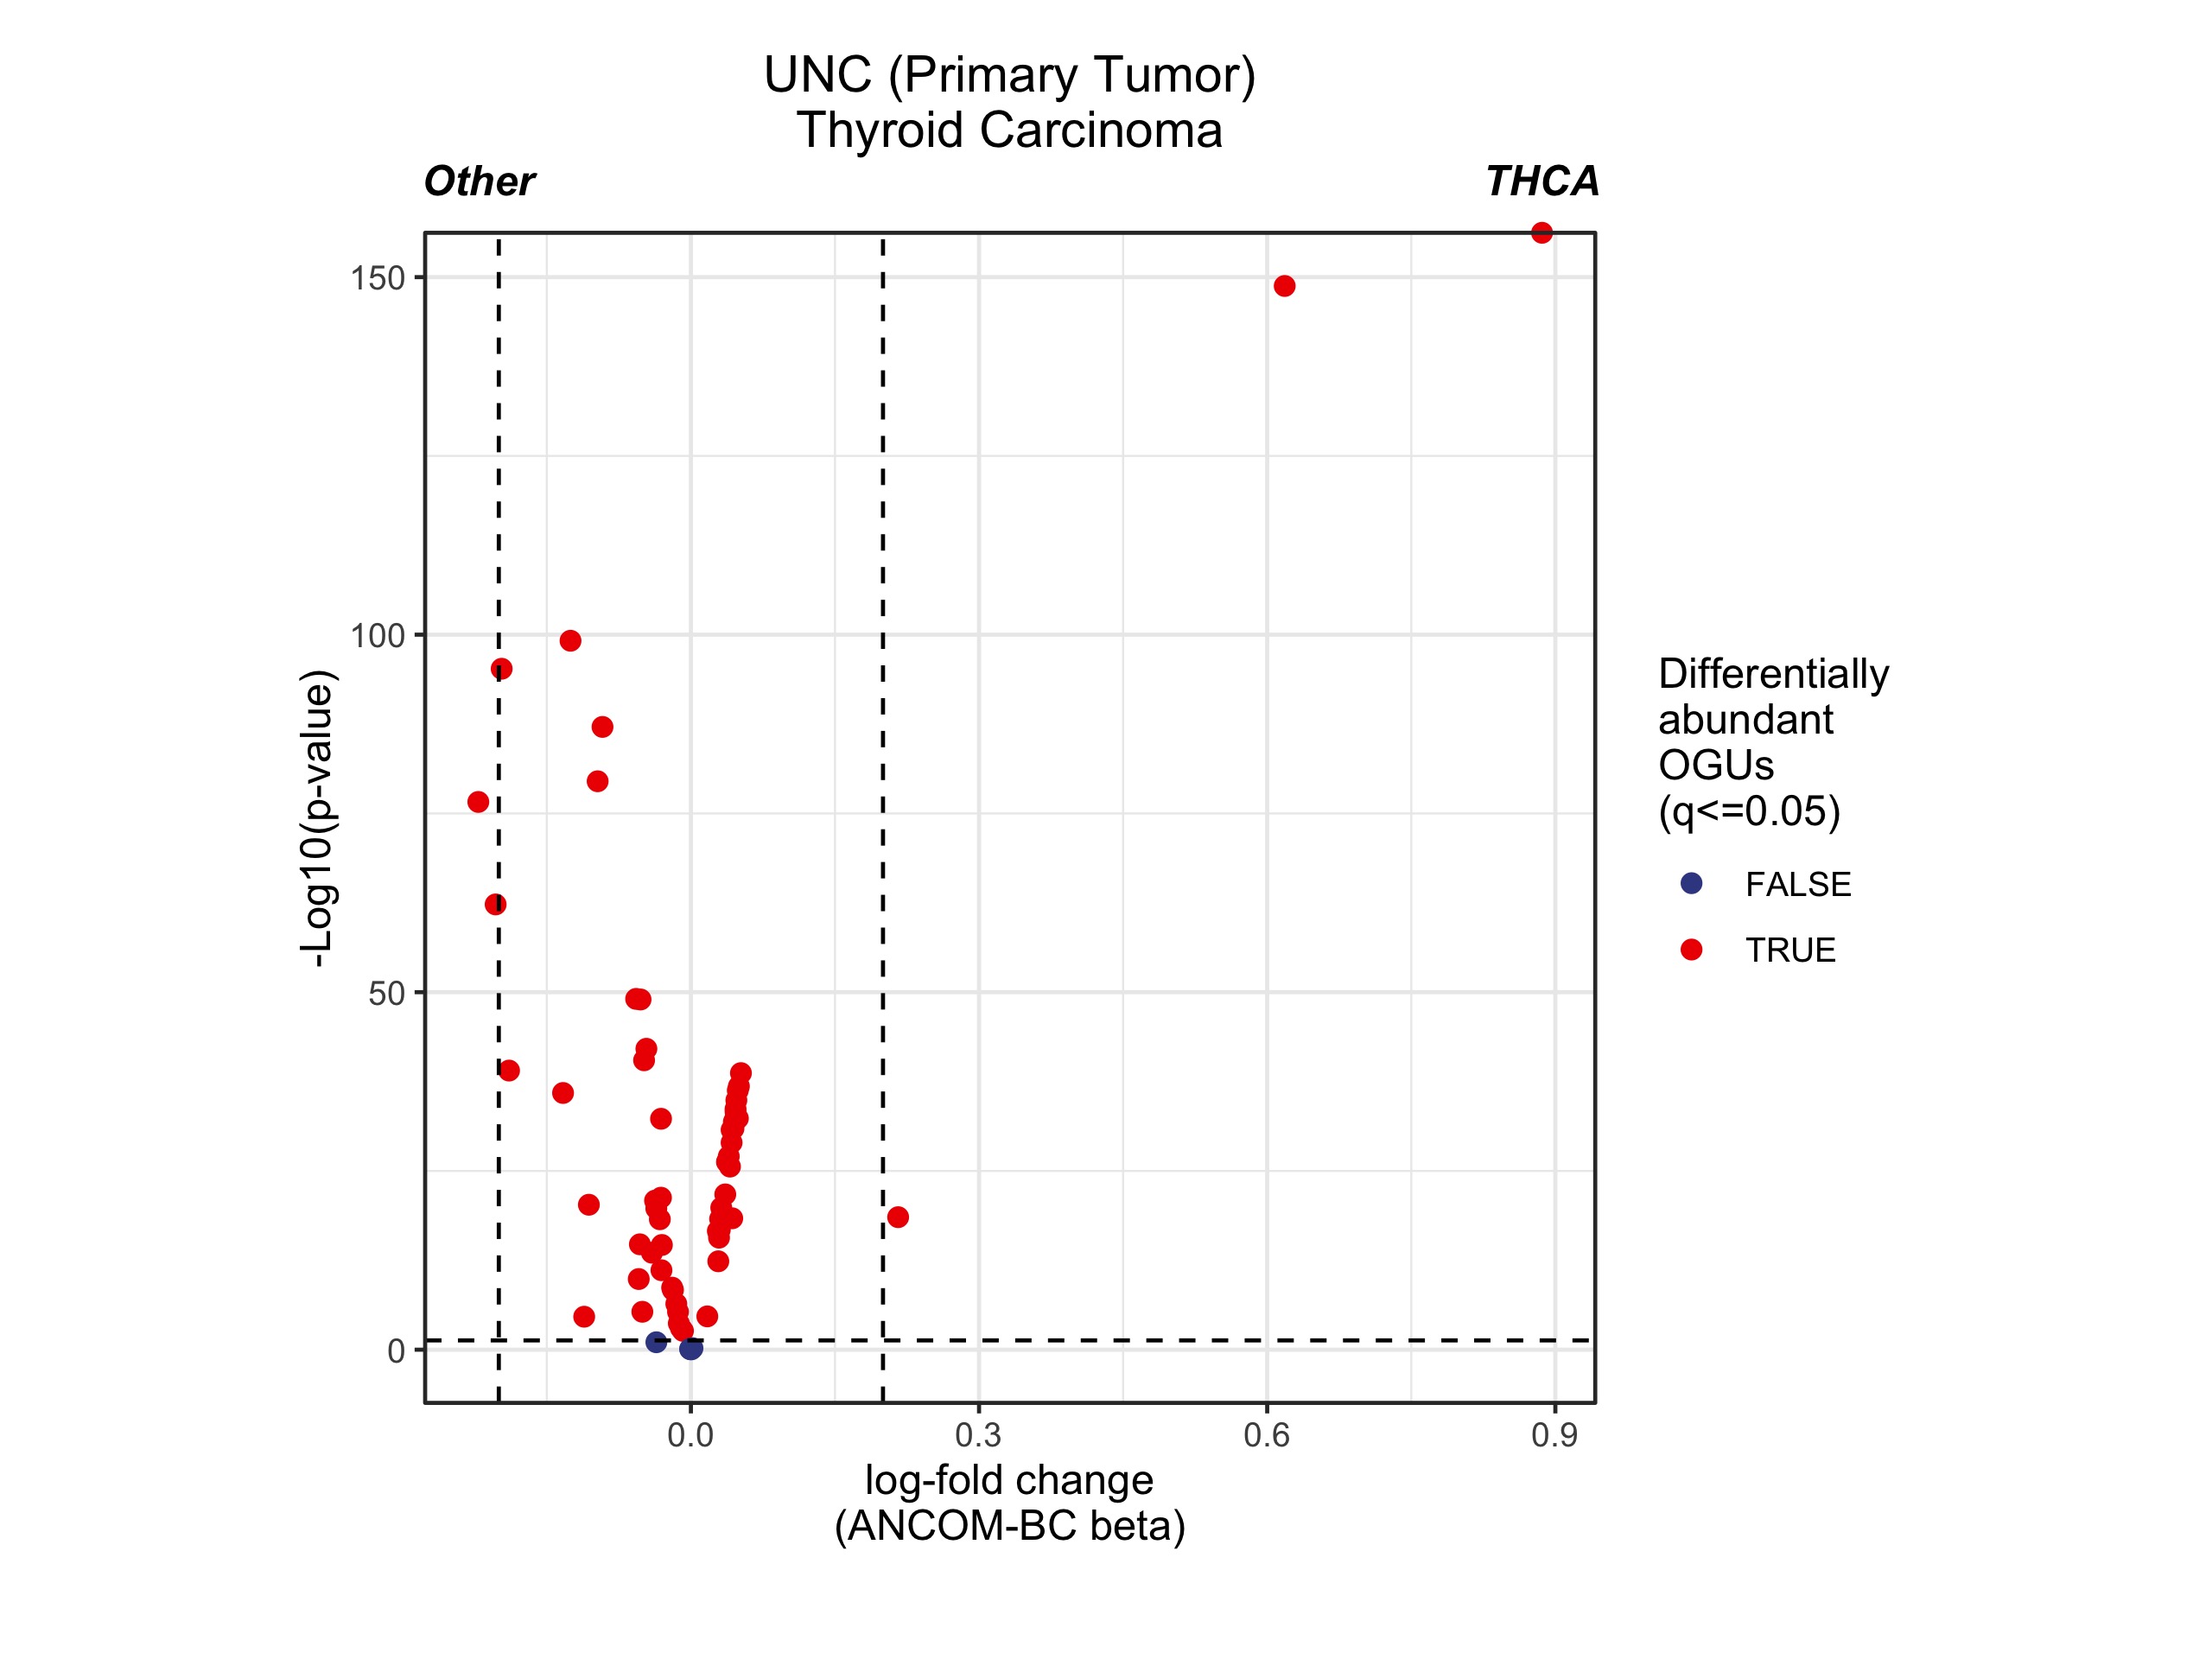 UNC (Primary Tumor)
Thyroid Carcinoma
Other
THCA
150
100
50
0
-Log10(p-value)
0.0
0.3
0.6
0.9
log-fold change
(ANCOM-BC beta)
Differentially
abundant
OGUs
(q<=0.05)
FALSE
TRUE